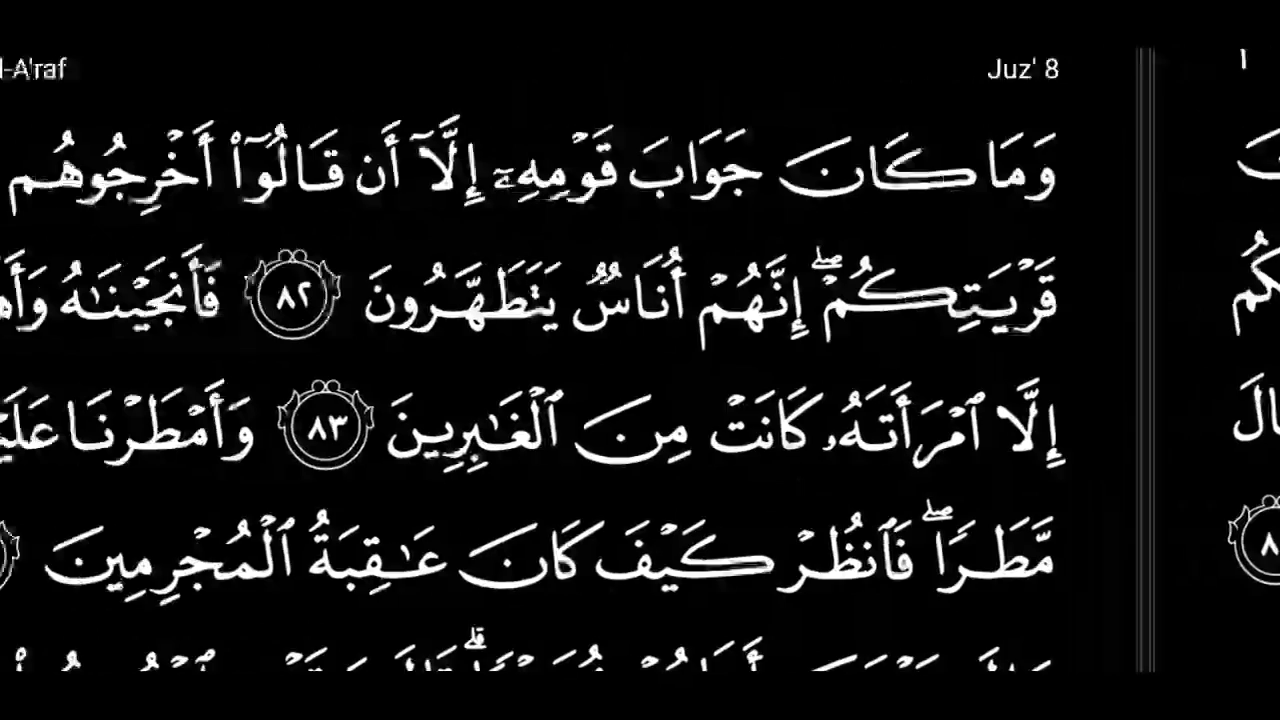 l-A'raf Juz' 8
وَمَا كَانَ جَوَابَ قَوْمِهِۦٓ إِلَّآ أَن قَالُوٓا۟ أَخْرِجُوهُم
قَرْيَتِكُمْ ۖ إِنَّهُمْ أُنَاسٌ يَتَطَهَّرُونَ ٨٢ فَأَنجَيْنَـٰهُ
إِلَّا ٱمْرَأَتَهُۥ كَانَتْ مِنَ ٱلْغَـٰبِرِينَ ٨٣ وَأَمْطَرْنَا
مَّطَرًا ۖ فَٱنظُرْ كَيْفَ كَانَ عَـٰقِبَةُ ٱلْمُجْرِمِينَ